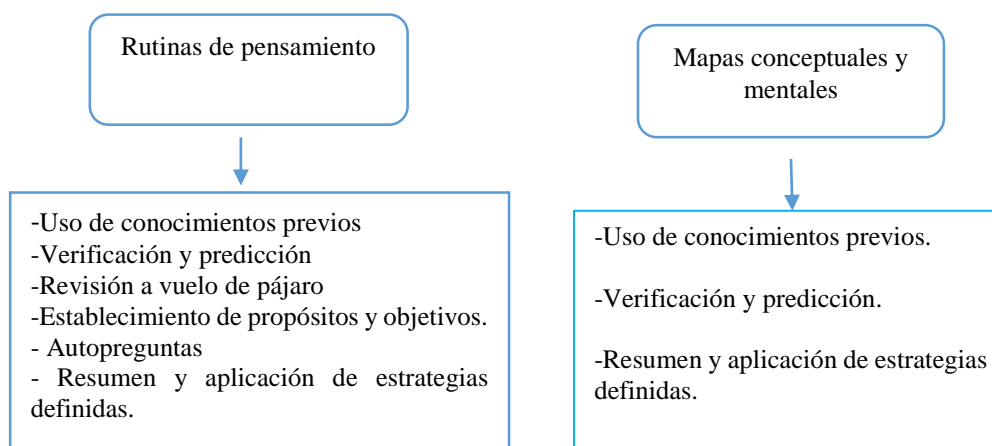 Rutinas de pensamiento
-Uso de conocimientos previos
-Verificación y predicción
-Revisión a vuelo de pájaro
-Establecimiento de propósitos y objetivos.
- Autopreguntas
- Resumen y aplicación de estrategias
definidas.
Mapas conceptuales y
mentales
-Uso de conocimientos previos.
-Verificación y predicción.
-Resumen y aplicación de estrategias
definidas.